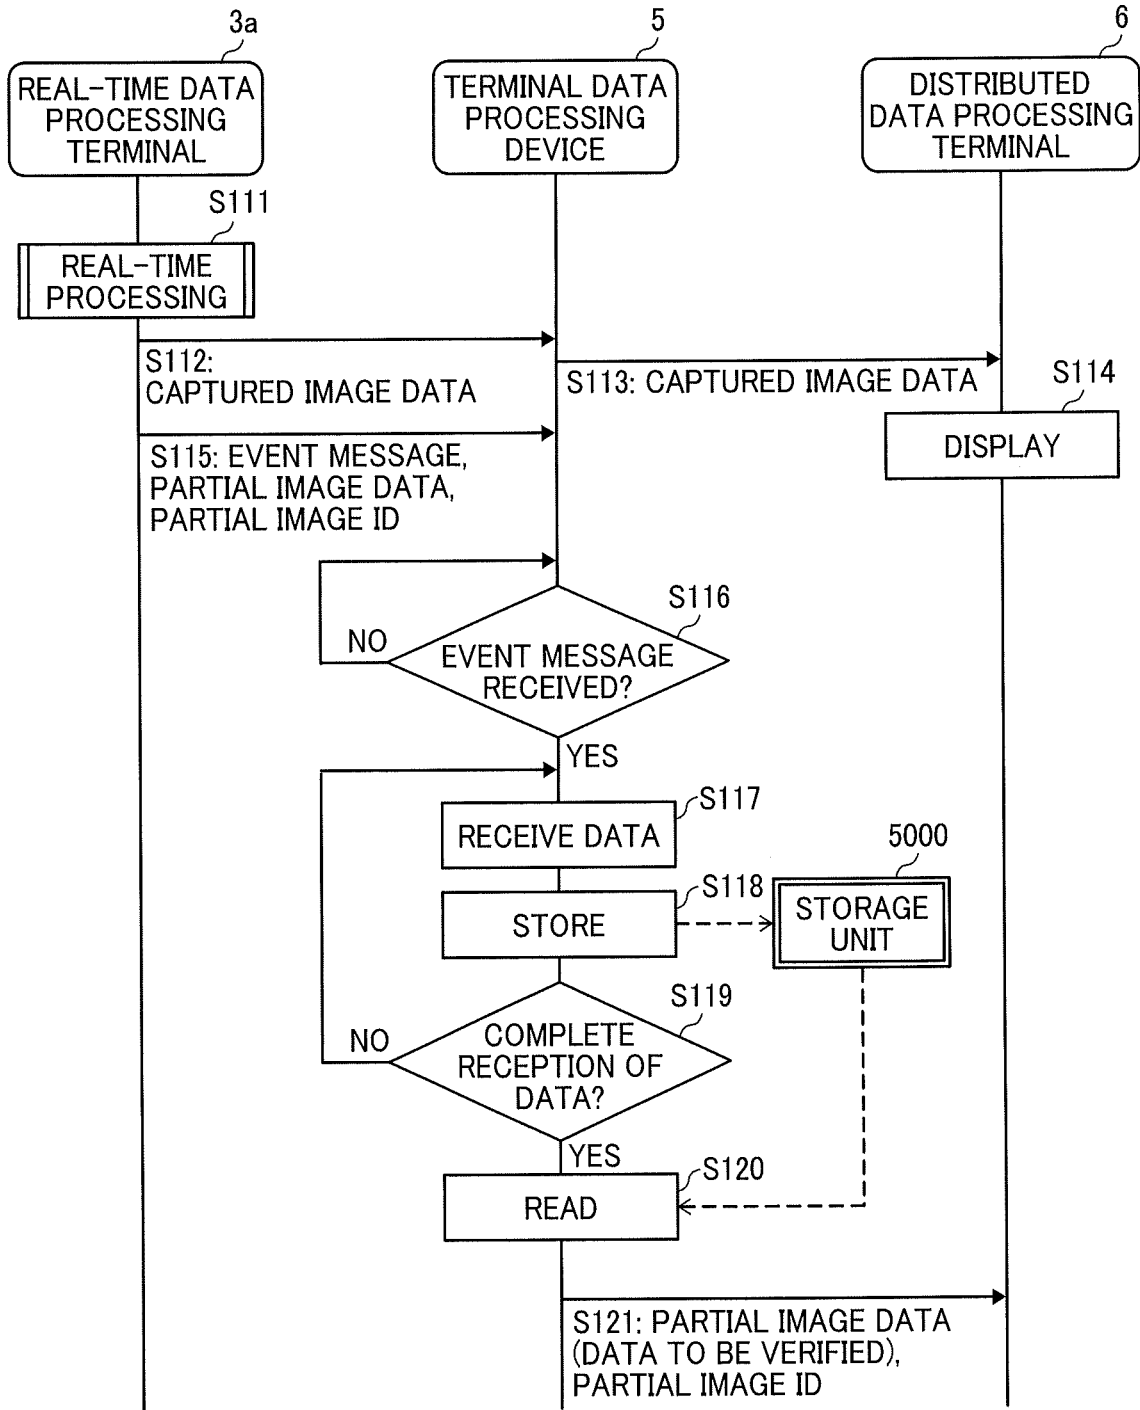 3a
5
6
REAL-TIME DATA
PROCESSING
TERMINAL
TERMINAL DATA
PROCESSING
DEVICE
DISTRIBUTED
DATA PROCESSING
TERMINAL
S111
REAL-TIME
PROCESSING
S112:
CAPTURED IMAGE DATA
S113: CAPTURED IMAGE DATA
S114
DISPLAY
S115: EVENT MESSAGE,
PARTIAL IMAGE DATA,
PARTIAL IMAGE ID
S116
NO
EVENT MESSAGE
RECEIVED?
YES
S117
RECEIVE DATA
S118
STORE
5000
STORAGE
UNIT
S119
NO
COMPLETE
RECEPTION OF
DATA?
YES
S120
READ
S121: PARTIAL IMAGE DATA
(DATA TO BE VERIFIED),
PARTIAL IMAGE ID